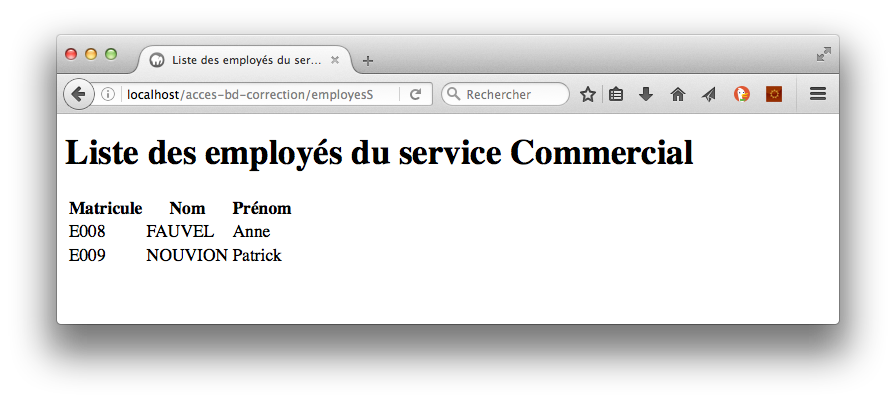 Liste des employés du ser...
localhost/acces-bd-correction/employesS
Rechercher
Liste des employés du service Commercial
Matricule Nom Prénom
E008 FAUVEL Anne
E009 NOUVION Patrick